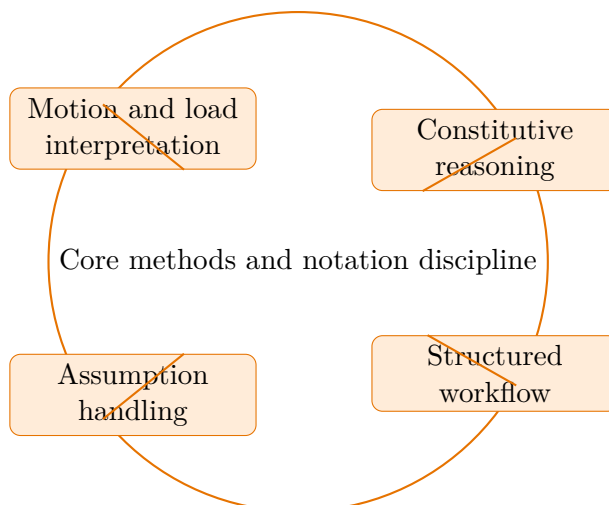 Motion and load
interpretation
Constitutive
reasoning
Core methods and notation discipline
Assumption
handling
Structured
workflow